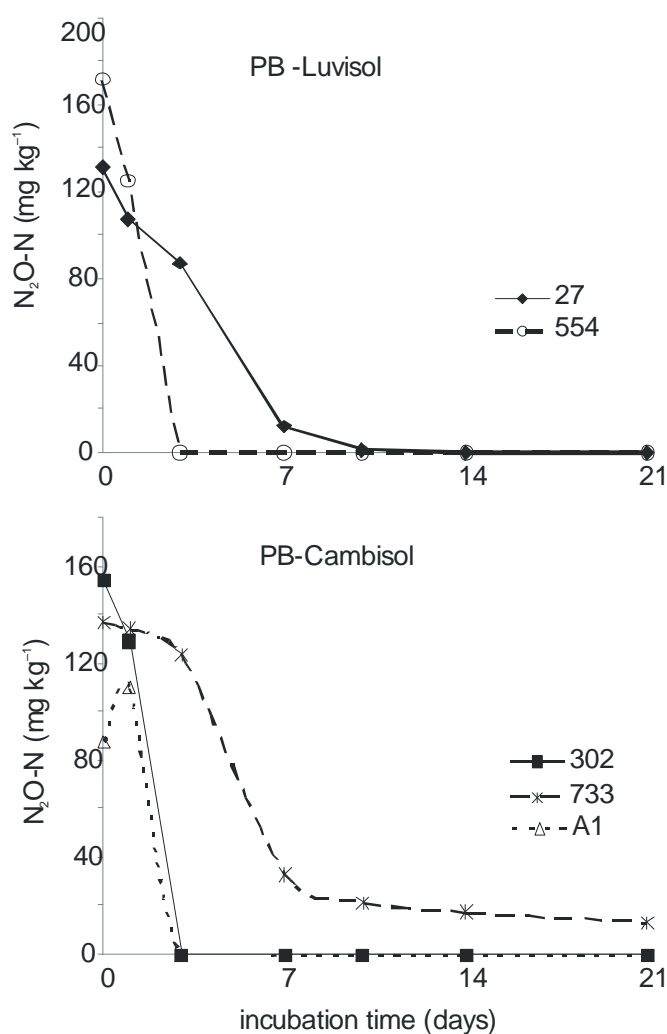 200
PB -Luvisol
160
120
80
40
0
N₂O-N (mg kg⁻¹)
27
554
0 7 14 21
PB-Cambisol
160
120
80
40
0
N₂O-N (mg kg⁻¹)
302
733
A1
0 7 14 21
incubation time (days)